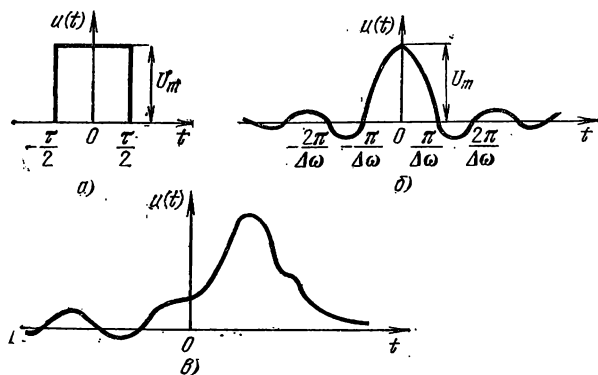 u(t)
U_m
-τ/2 0 τ/2 t
а)
u(t)
U_m
-2π/Δω -π/Δω 0 π/Δω 2π/Δω t
б)
u(t)
0 t
в)